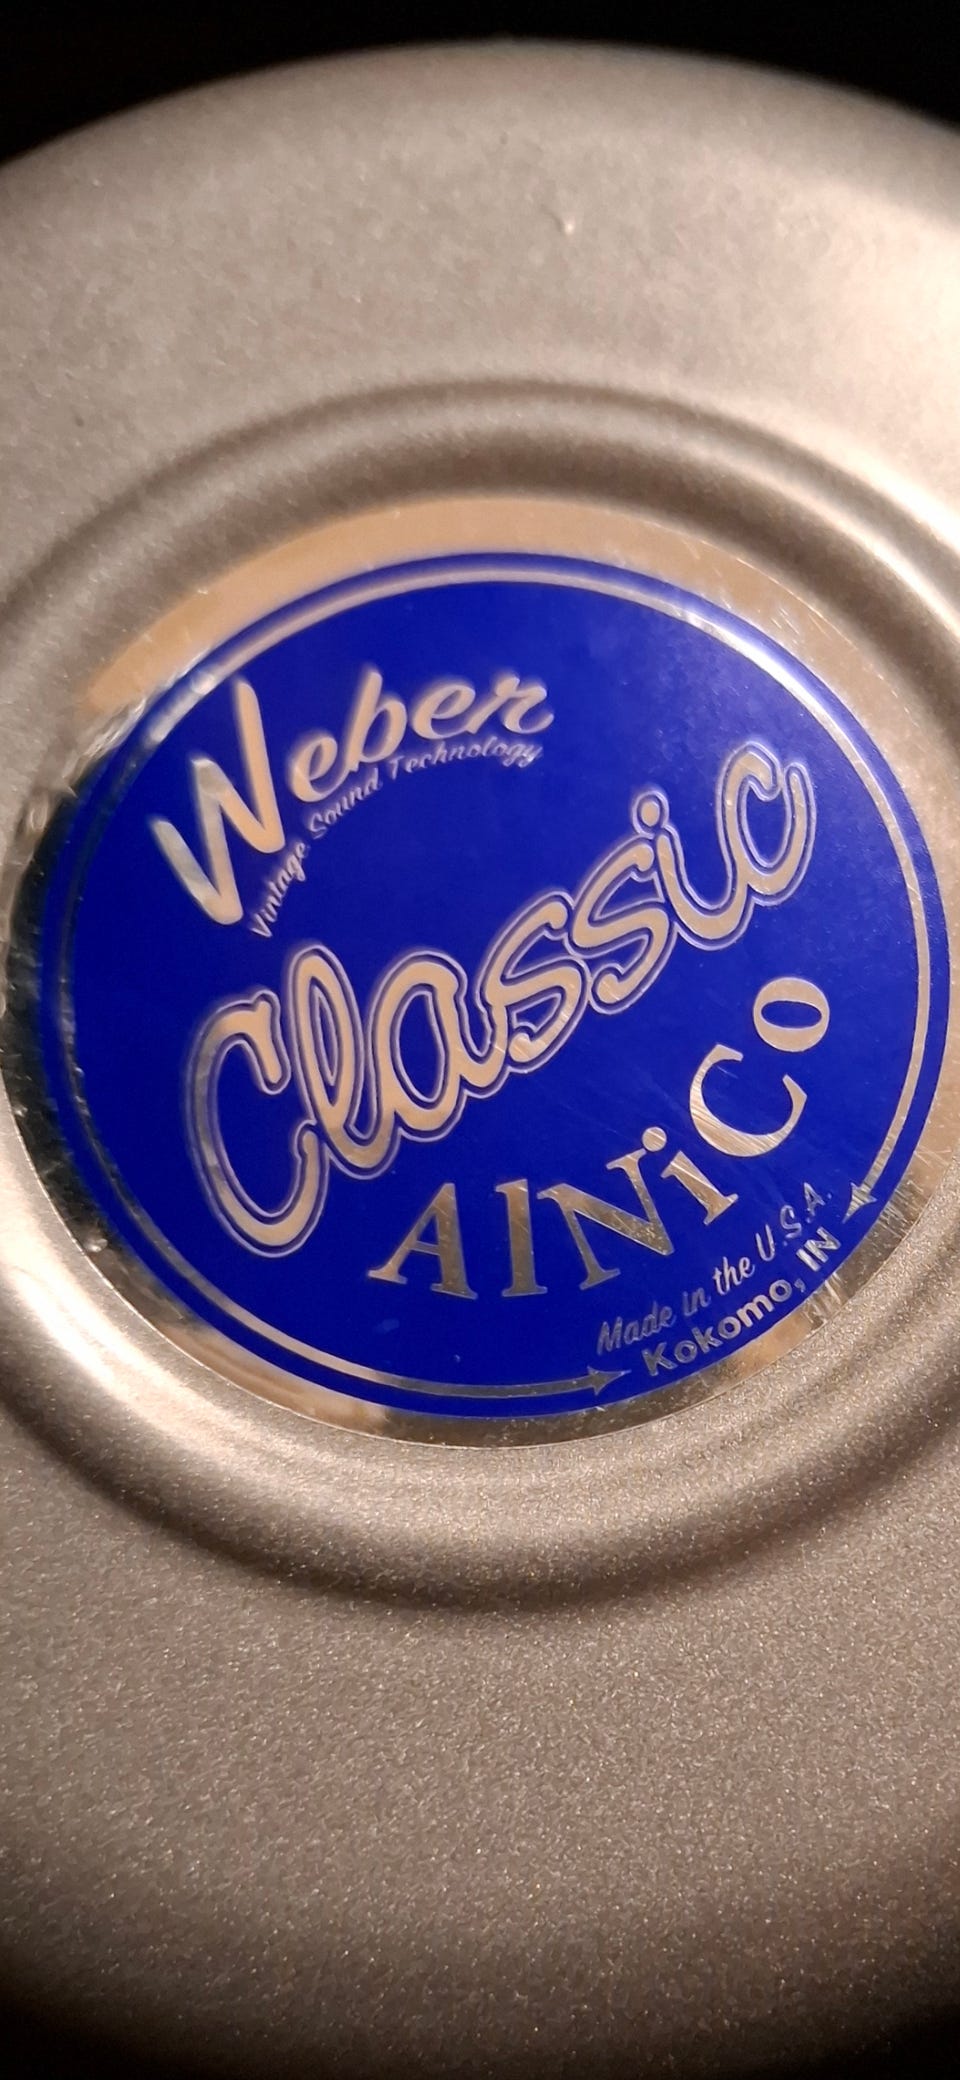 Weber
Vintage Sound Technology
Classic
AlNiCo
Made in the U.S.A.
Kokomo, IN